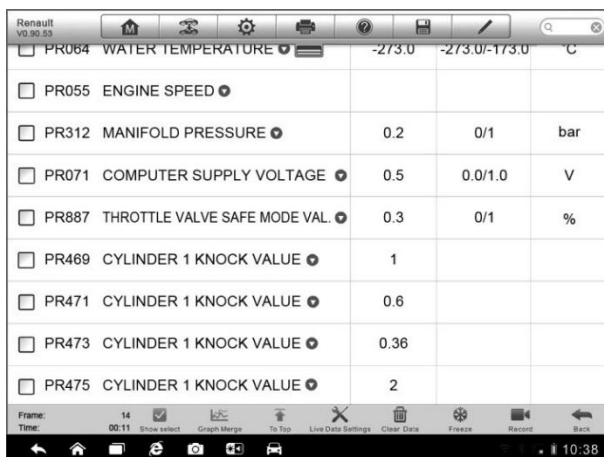 Renault
V0.90.53
PR064 WATER TEMPERATURE -273.0 -273.0/-173.0 °C
PR055 ENGINE SPEED
PR312 MANIFOLD PRESSURE 0.2 0/1 bar
PR071 COMPUTER SUPPLY VOLTAGE 0.5 0.0/1.0 V
PR887 THROTTLE VALVE SAFE MODE VAL. 0.3 0/1 %
PR469 CYLINDER 1 KNOCK VALUE 1
PR471 CYLINDER 1 KNOCK VALUE 0.6
PR473 CYLINDER 1 KNOCK VALUE 0.36
PR475 CYLINDER 1 KNOCK VALUE 2
Frame: 14
Time: 00:11 Show select Graph Merge To Top Live Data Settings Clear Data Freeze Record Back
10:38